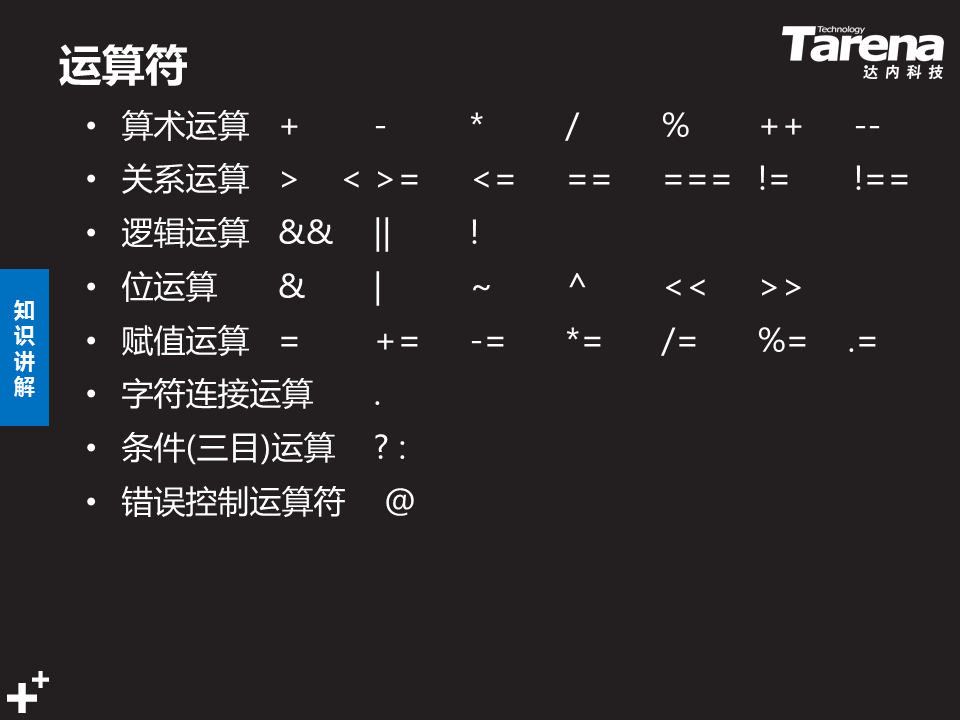 运算符
Technology
Tarena
达内科技
• 算术运算 + - * / % ++ --
• 关系运算 > < >= <= == === != !==
• 逻辑运算 && || !
• 位运算 & | ~ ^ << >>
• 赋值运算 = += -= *= /= %= .=
• 字符连接运算 .
• 条件(三目)运算 ? :
• 错误控制运算符 @
知识讲解